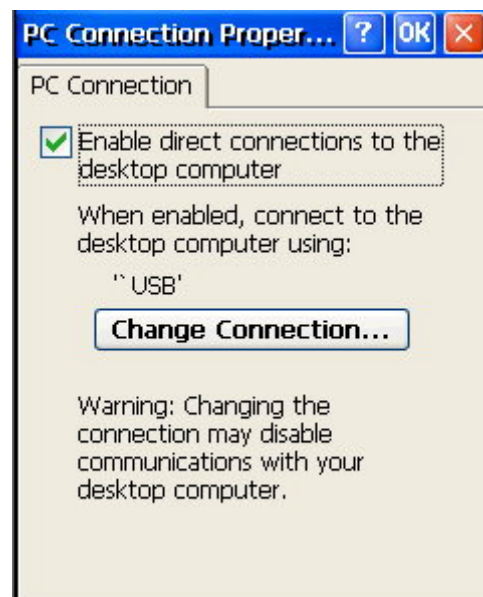 PC Connection Proper... ? OK ×
PC Connection
Enable direct connections to the
desktop computer
When enabled, connect to the
desktop computer using:
'`USB'
Change Connection...
Warning: Changing the
connection may disable
communications with your
desktop computer.